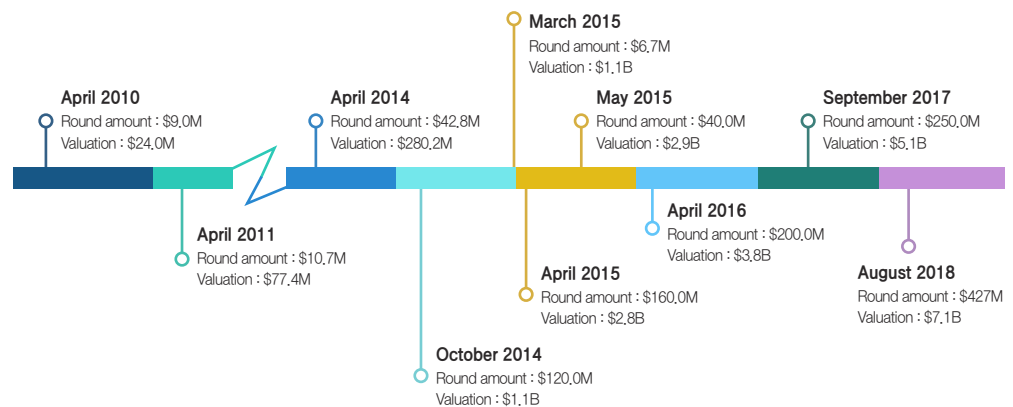 March 2015
Round amount : $6.7M
Valuation : $1.1B
April 2010
Round amount : $9.0M
Valuation : $24.0M
April 2014
Round amount : $42.8M
Valuation : $280.2M
May 2015
Round amount : $40.0M
Valuation : $2.9B
September 2017
Round amount : $250.0M
Valuation : $5.1B
April 2011
Round amount : $10.7M
Valuation : $77.4M
April 2016
Round amount : $200.0M
Valuation : $3.8B
April 2015
Round amount : $160.0M
Valuation : $2.8B
August 2018
Round amount : $427M
Valuation : $7.1B
October 2014
Round amount : $120.0M
Valuation : $1.1B